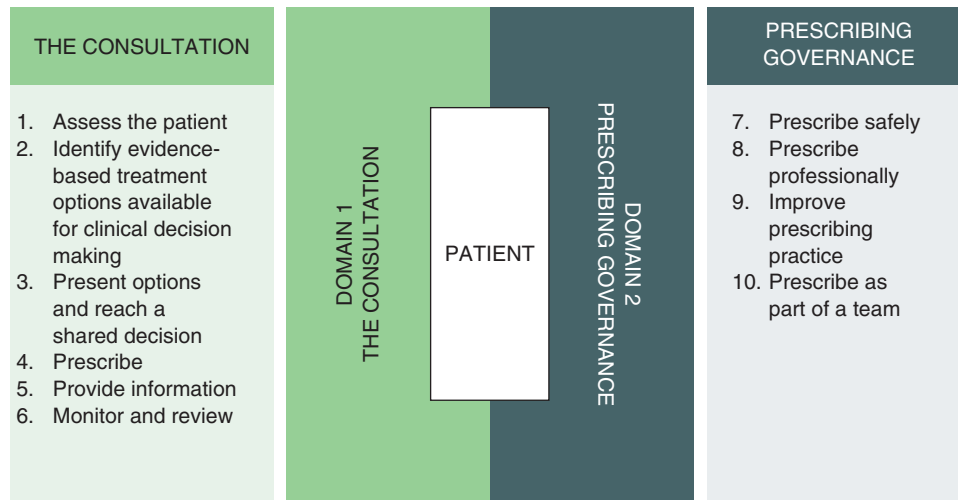 THE CONSULTATION
1. Assess the patient
2. Identify evidence-
based treatment
options available
for clinical decision
making
3. Present options
and reach a
shared decision
4. Prescribe
5. Provide information
6. Monitor and review
DOMAIN 1
THE CONSULTATION
PATIENT
DOMAIN 2
PRESCRIBING GOVERNANCE
PRESCRIBING
GOVERNANCE
7. Prescribe safely
8. Prescribe
professionally
9. Improve
prescribing
practice
10. Prescribe as
part of a team